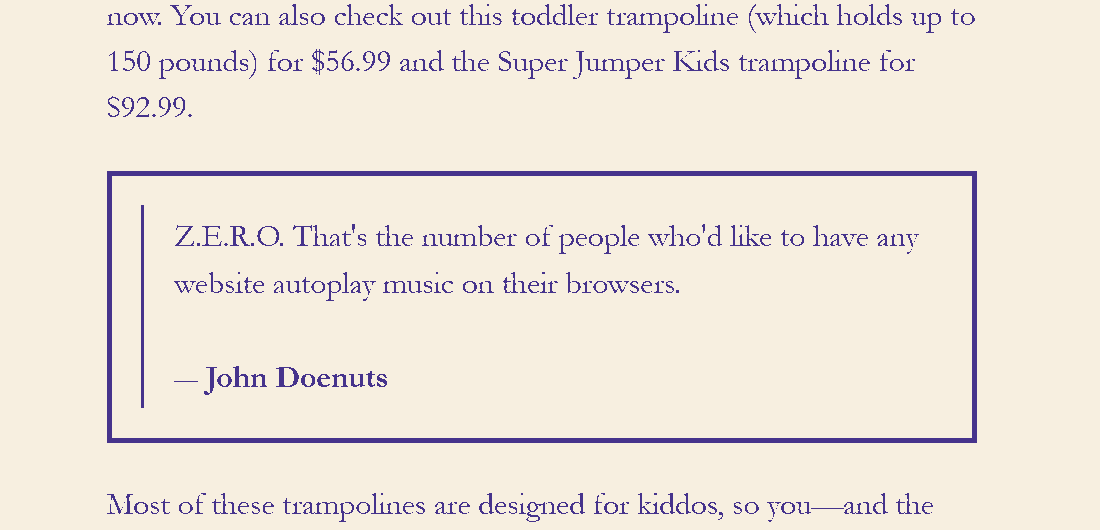 now. You can also check out this toddler trampoline (which holds up to
150 pounds) for $56.99 and the Super Jumper Kids trampoline for
$92.99.
Z.E.R.O. That's the number of people who'd like to have any
website autoplay music on their browsers.
— John Doenuts
Most of these trampolines are designed for kiddos, so you—and the